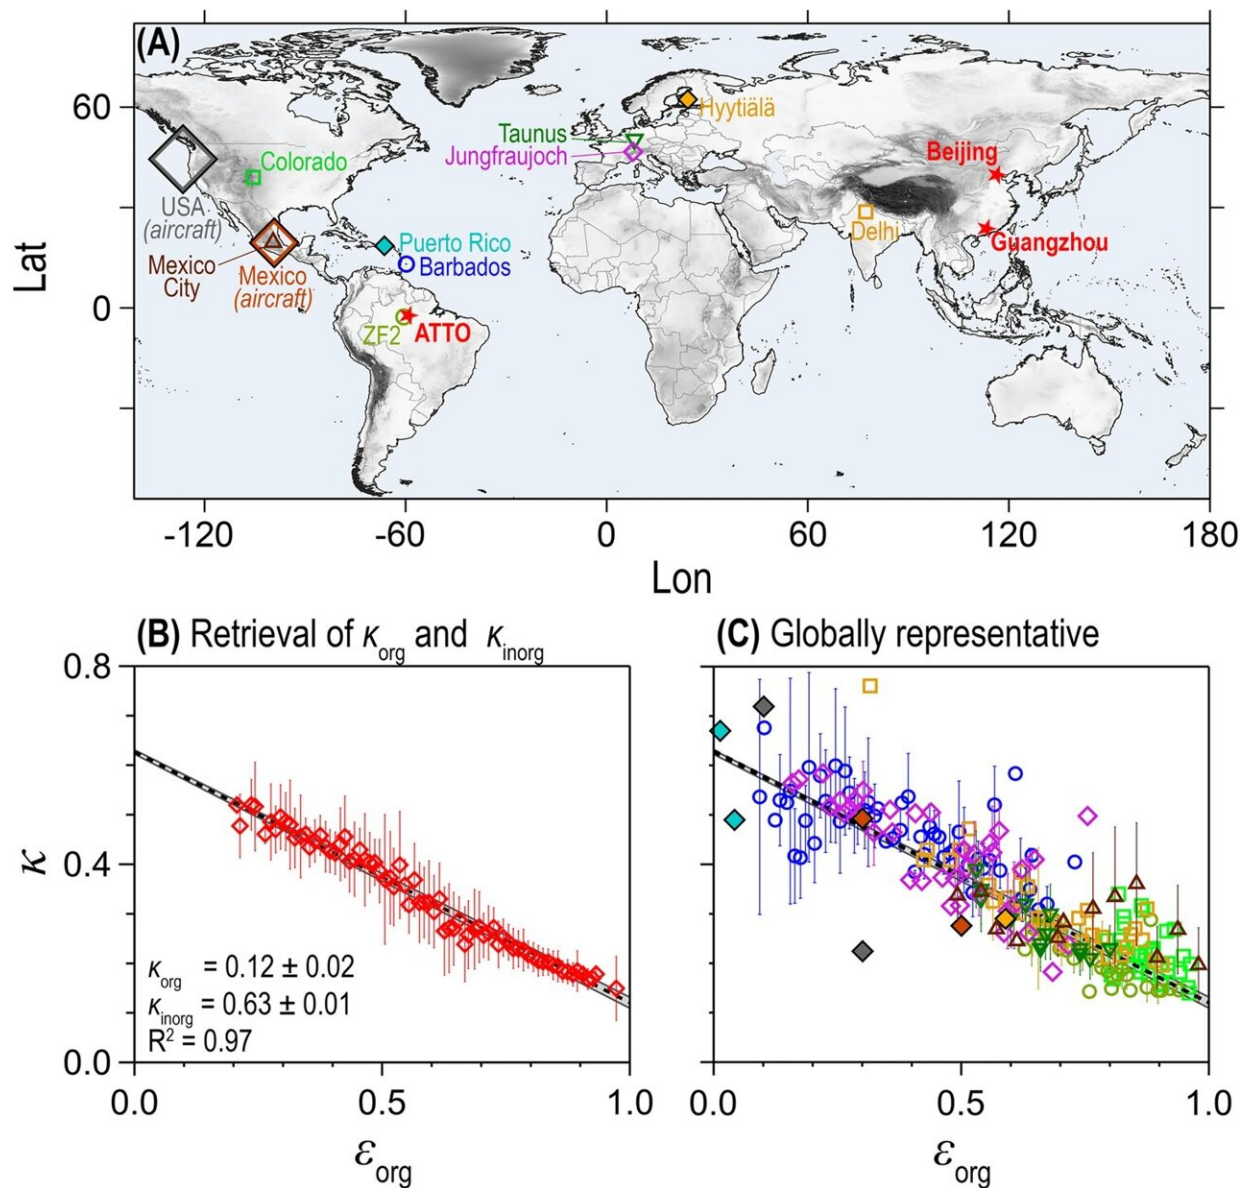 (A)
Lat
60
0
Hyytiälä
Taunus
Jungfraujoch
Beijing
Colorado
USA
(aircraft)
Delhi
Guangzhou
Puerto Rico
Barbados
Mexico
City
Mexico
(aircraft)
ZF2
ATTO
-120
-60
0
60
120
180
Lon
(B) Retrieval of κorg and κinorg
(C) Globally representative
κ
0.8
0.4
0.0
κorg = 0.12 ± 0.02
κinorg = 0.63 ± 0.01
R² = 0.97
0.0
0.5
1.0
εorg
0.0
0.5
1.0
εorg